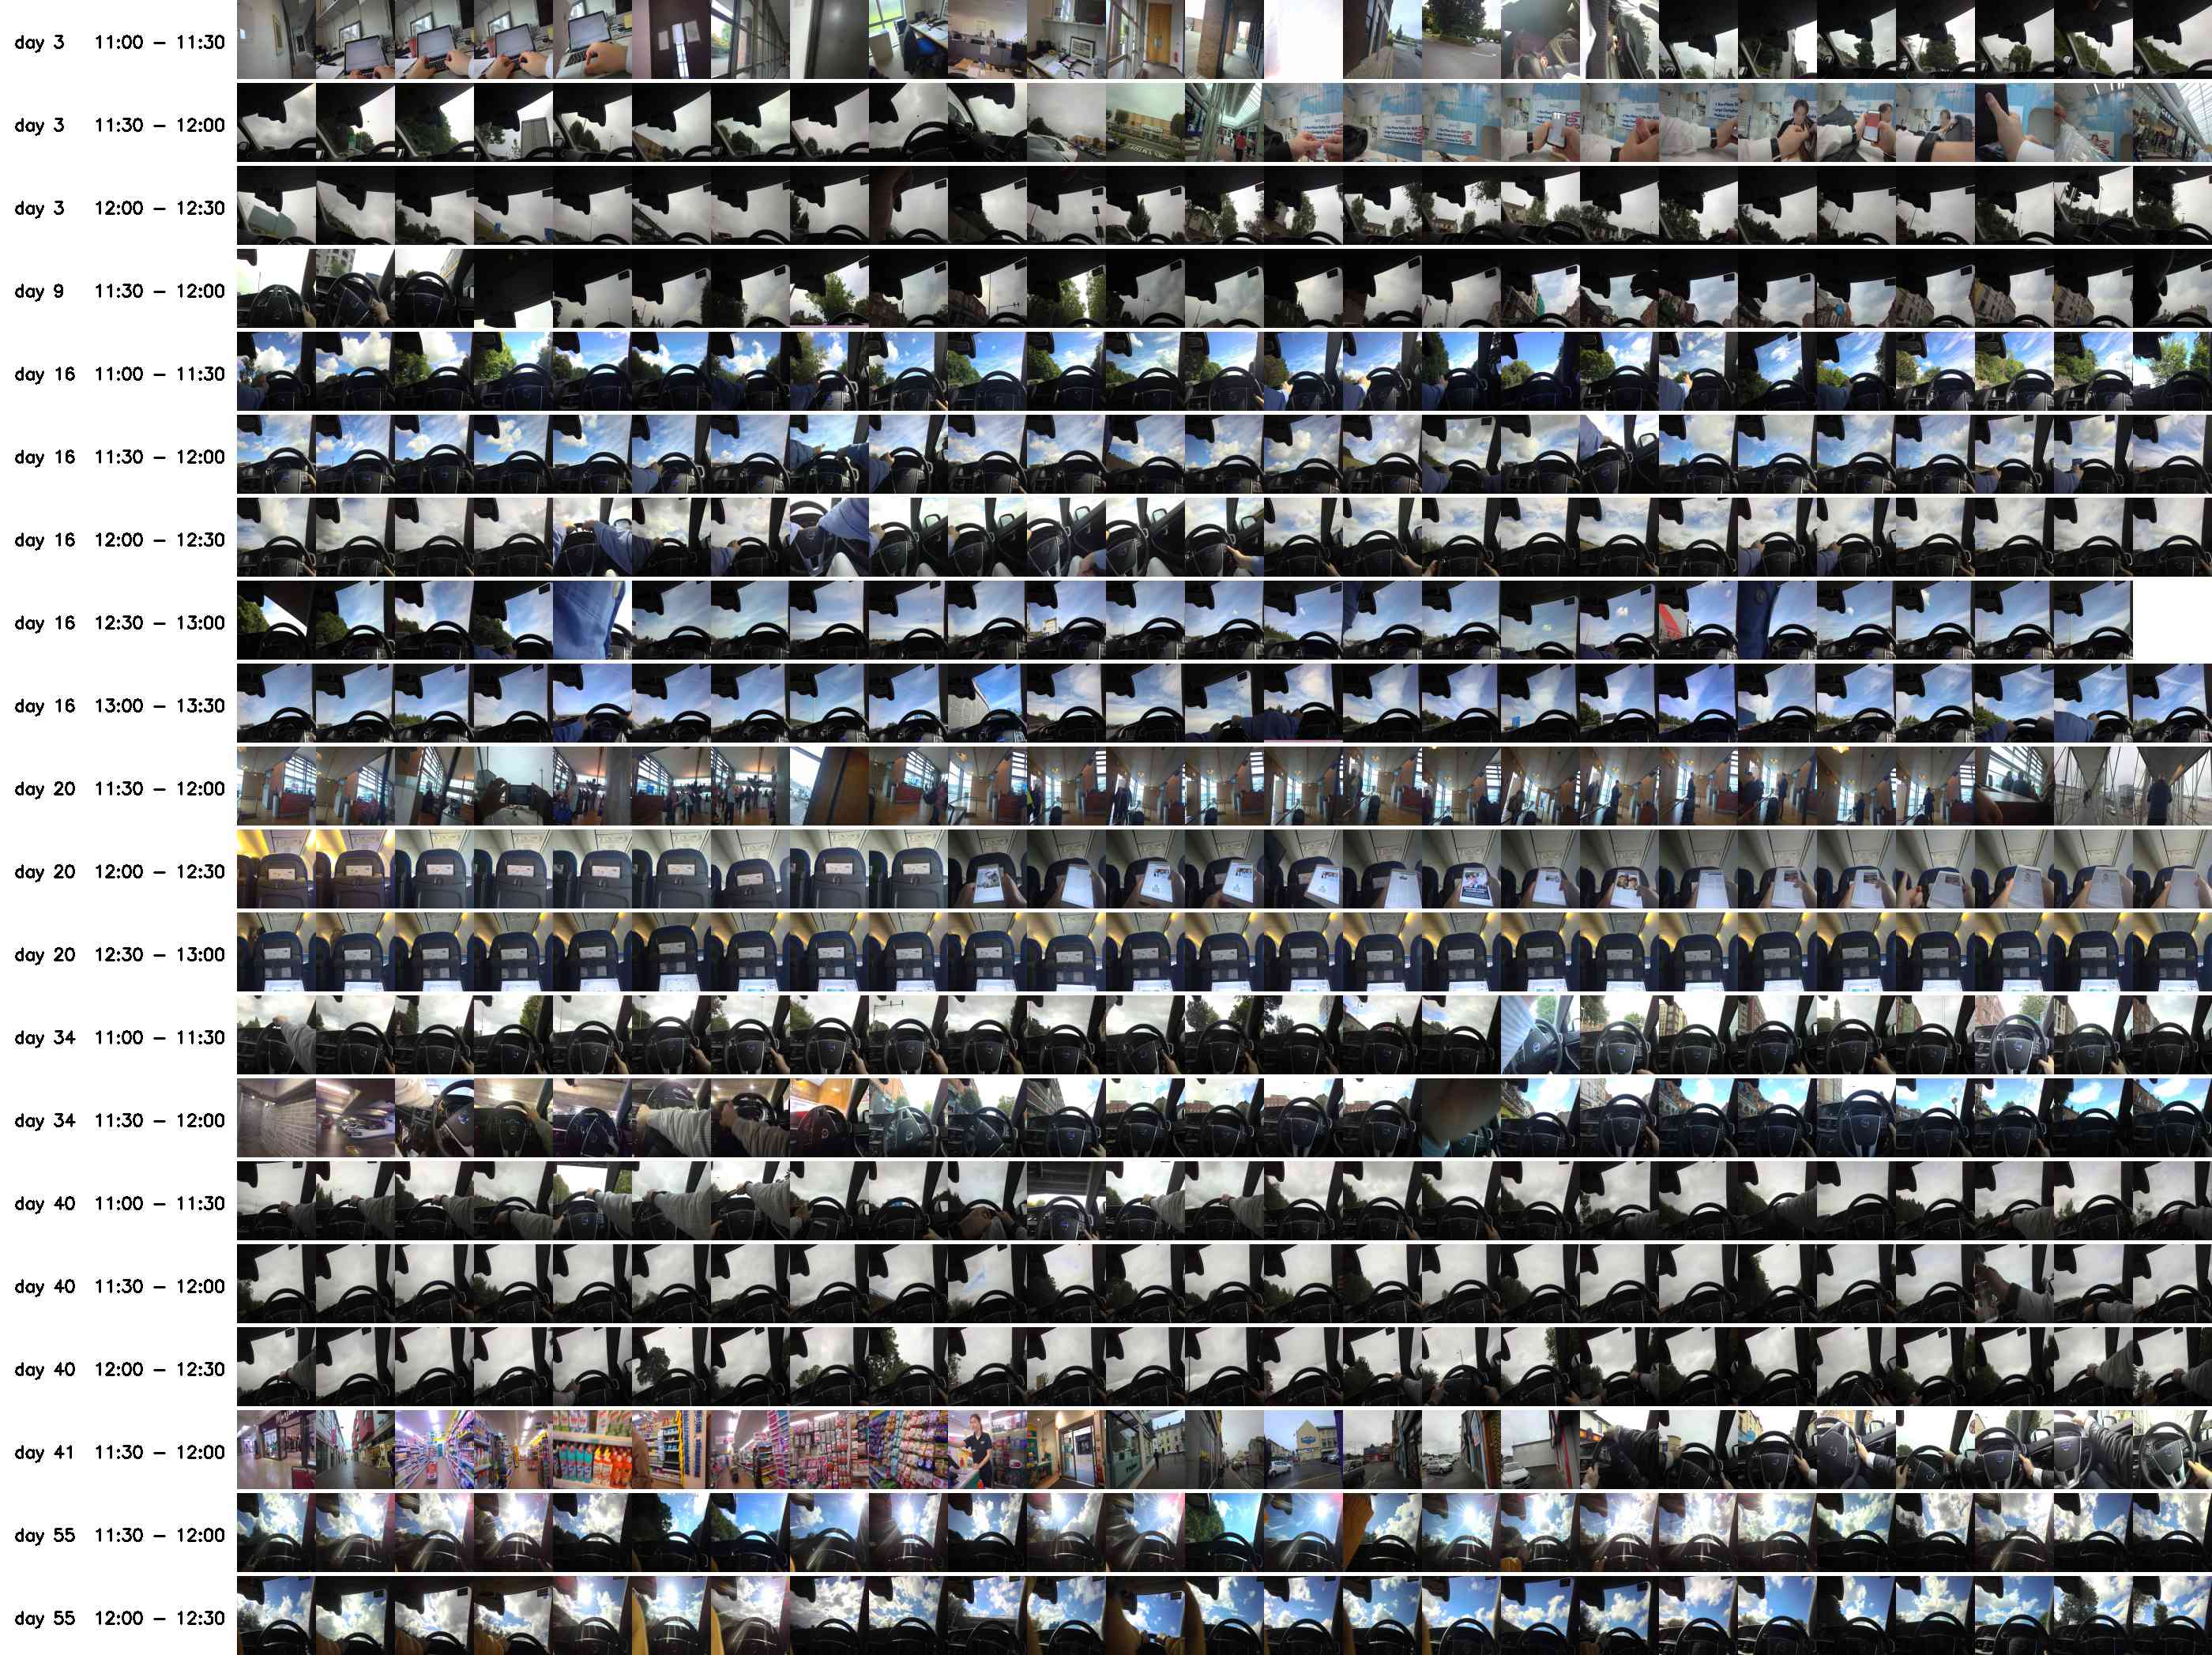 day 3 11:00 - 11:30
day 3 11:30 - 12:00
day 3 12:00 - 12:30
day 9 11:30 - 12:00
day 16 11:00 - 11:30
day 16 11:30 - 12:00
day 16 12:00 - 12:30
day 16 12:30 - 13:00
day 16 13:00 - 13:30
day 20 11:30 - 12:00
day 20 12:00 - 12:30
day 20 12:30 - 13:00
day 34 11:00 - 11:30
day 34 11:30 - 12:00
day 40 11:00 - 11:30
day 40 11:30 - 12:00
day 40 12:00 - 12:30
day 41 11:30 - 12:00
day 55 11:30 - 12:00
day 55 12:00 - 12:30